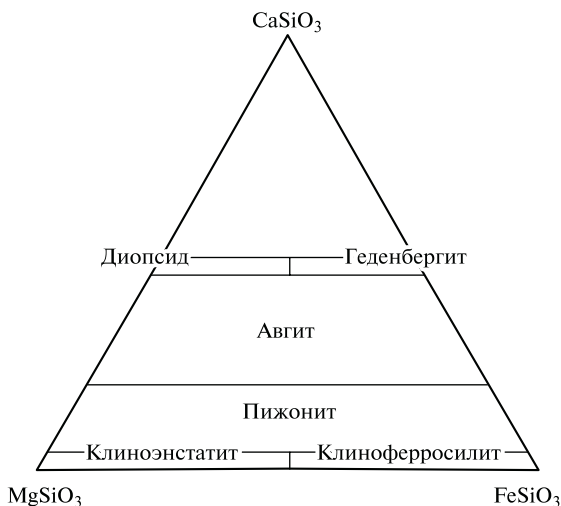 CaSiO₃
Диопсид Геденбергит
Авгит
Пижонит
Клиноэнстатит Клиноферросилит
MgSiO₃ FeSiO₃